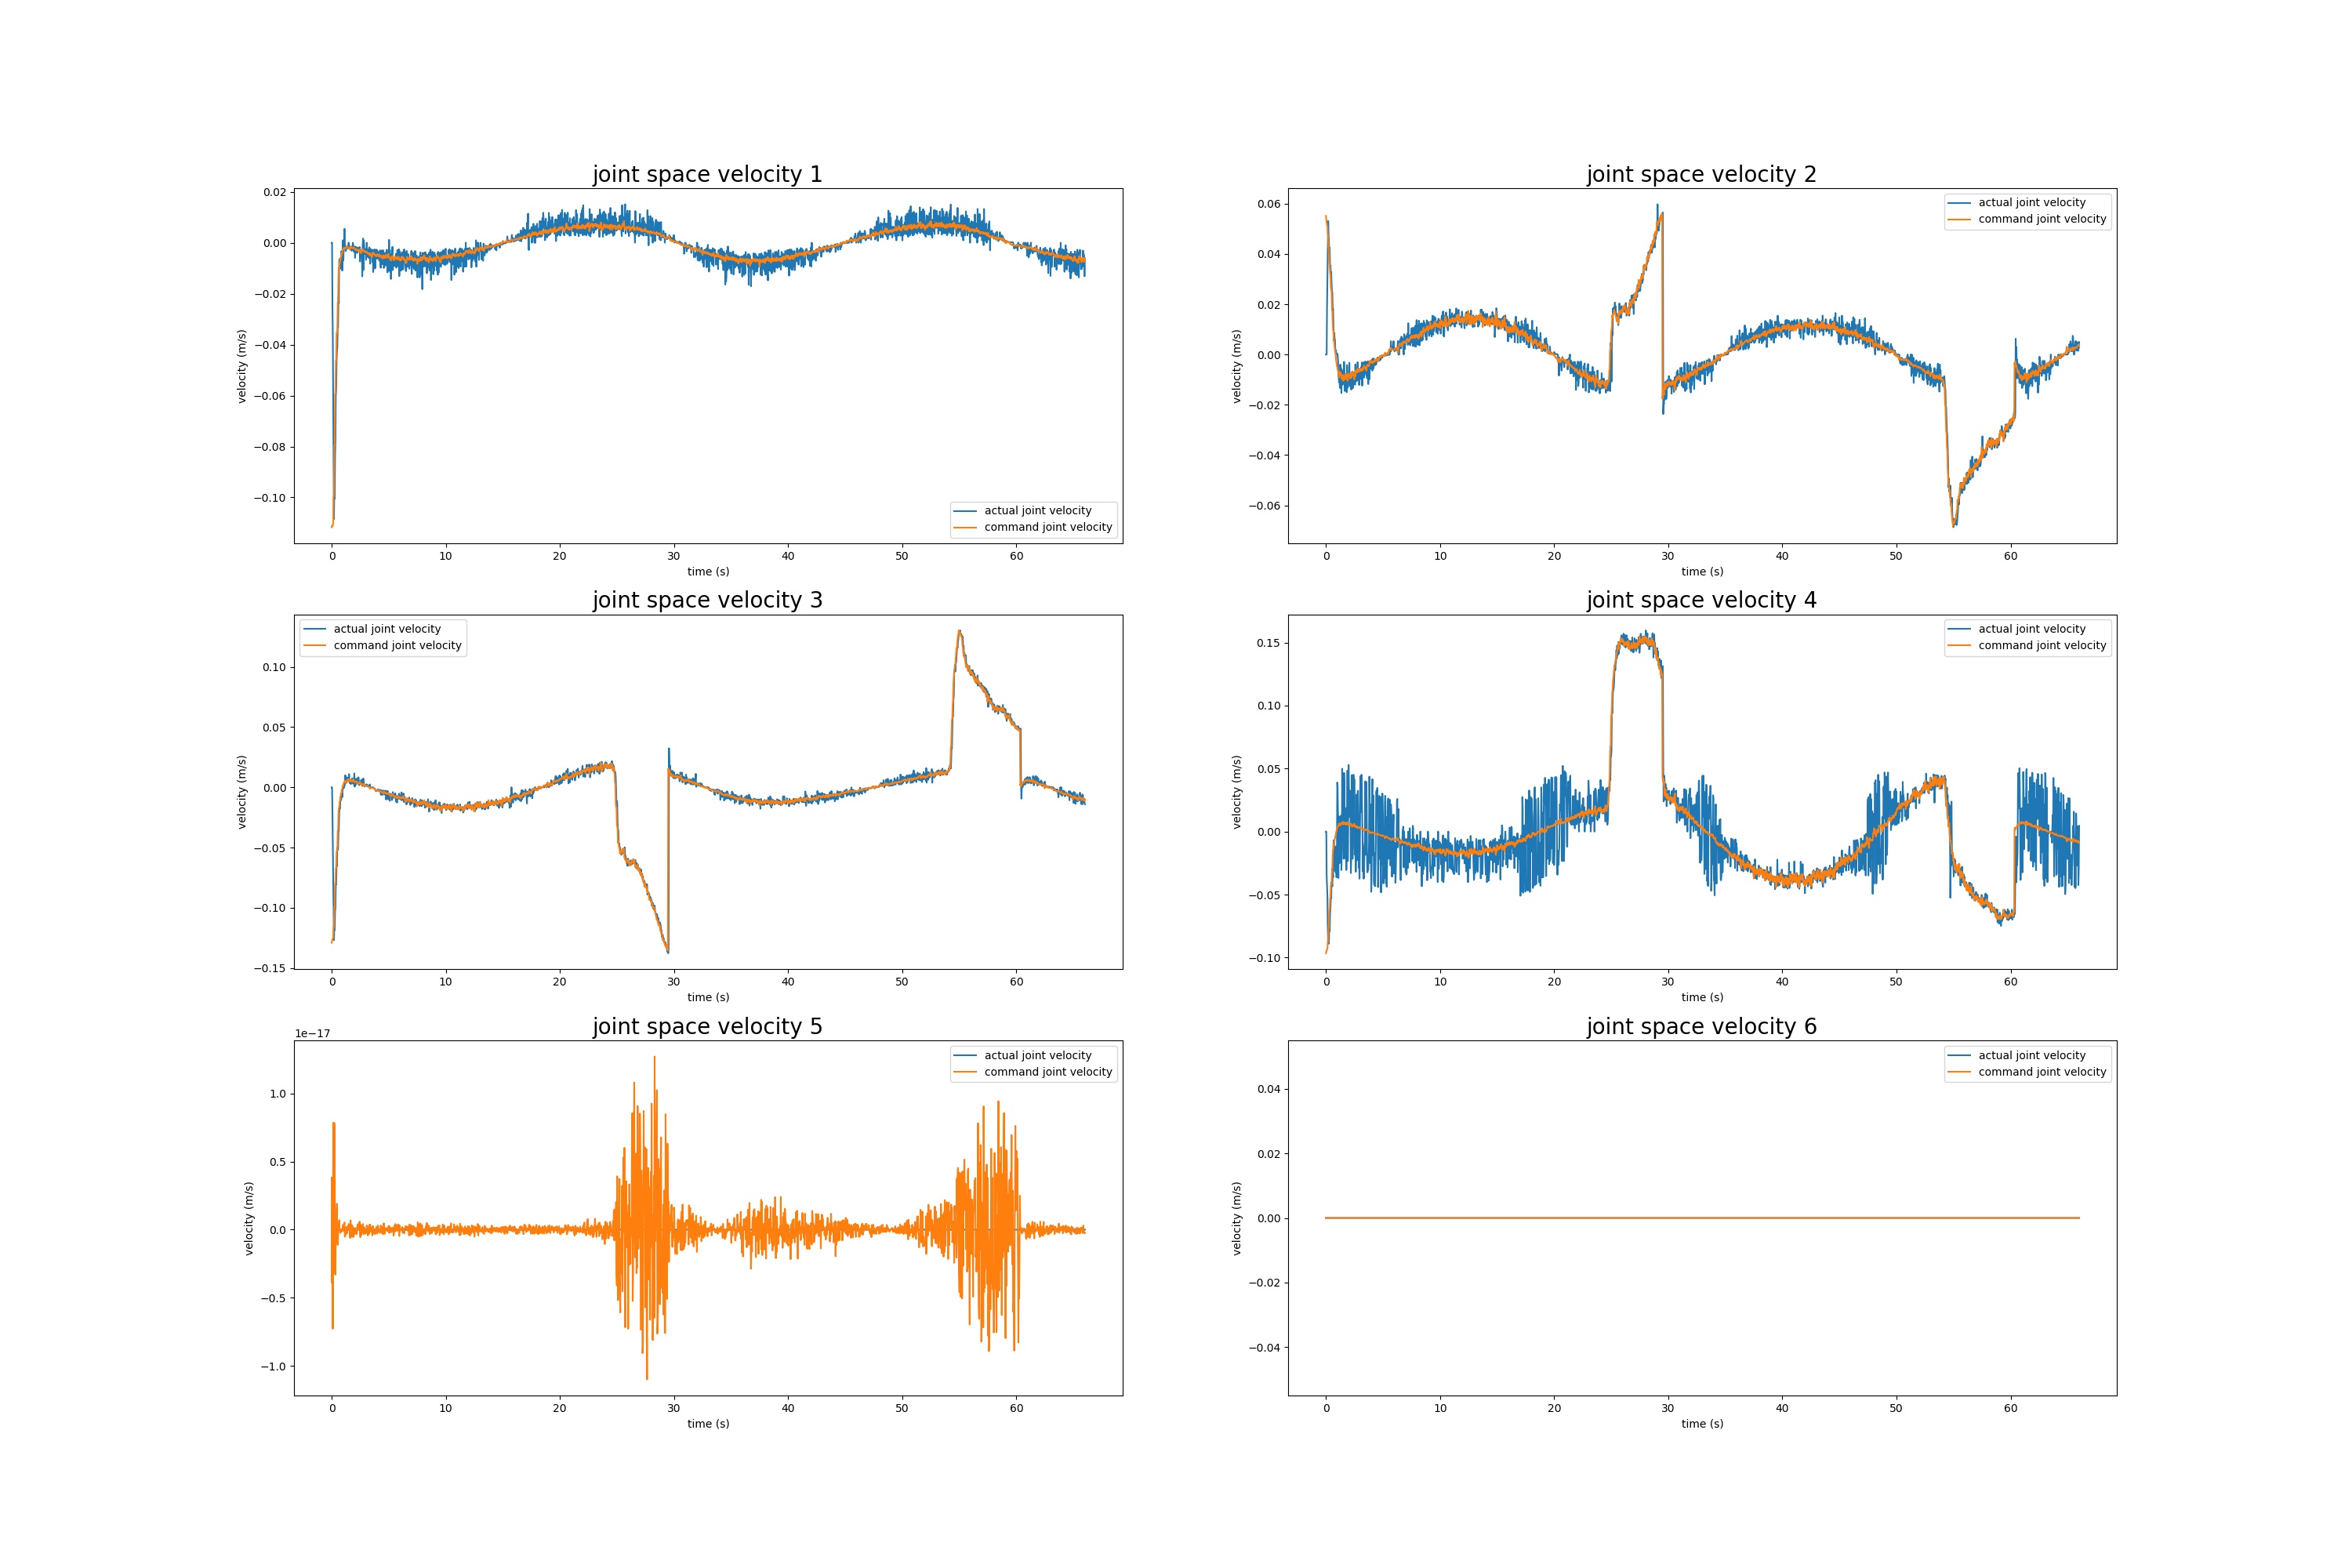 joint space velocity 1
0.02
0.00
−0.02
−0.04
−0.06
−0.08
−0.10
velocity (m/s)
actual joint velocity
command joint velocity
0 10 20 30 40 50 60
time (s)
joint space velocity 2
0.06
0.04
0.02
0.00
−0.02
−0.04
−0.06
velocity (m/s)
actual joint velocity
command joint velocity
0 10 20 30 40 50 60
time (s)
joint space velocity 3
0.10
0.05
0.00
−0.05
−0.10
−0.15
velocity (m/s)
actual joint velocity
command joint velocity
0 10 20 30 40 50 60
time (s)
joint space velocity 4
0.15
0.10
0.05
0.00
−0.05
−0.10
velocity (m/s)
actual joint velocity
command joint velocity
0 10 20 30 40 50 60
time (s)
joint space velocity 5
1e−17
1.0
0.5
0.0
−0.5
−1.0
velocity (m/s)
actual joint velocity
command joint velocity
0 10 20 30 40 50 60
time (s)
joint space velocity 6
0.04
0.02
0.00
−0.02
−0.04
velocity (m/s)
actual joint velocity
command joint velocity
0 10 20 30 40 50 60
time (s)